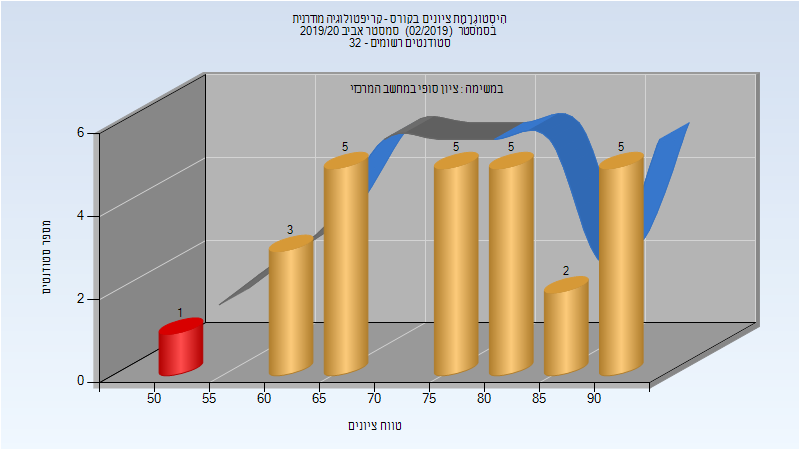 היסטוגרמת ציונים בקורס - קריפטולוגיה מודרנית
בסמסטר (02/2019) סמסטר אביב 2019/20
סטודנטים רשומים - 32
במשימה : ציון סופי במחשב המרכזי
מספר סטודנטים
6
4
2
0
1
3
5
5
5
2
5
50 55 60 65 70 75 80 85 90
טווח ציונים